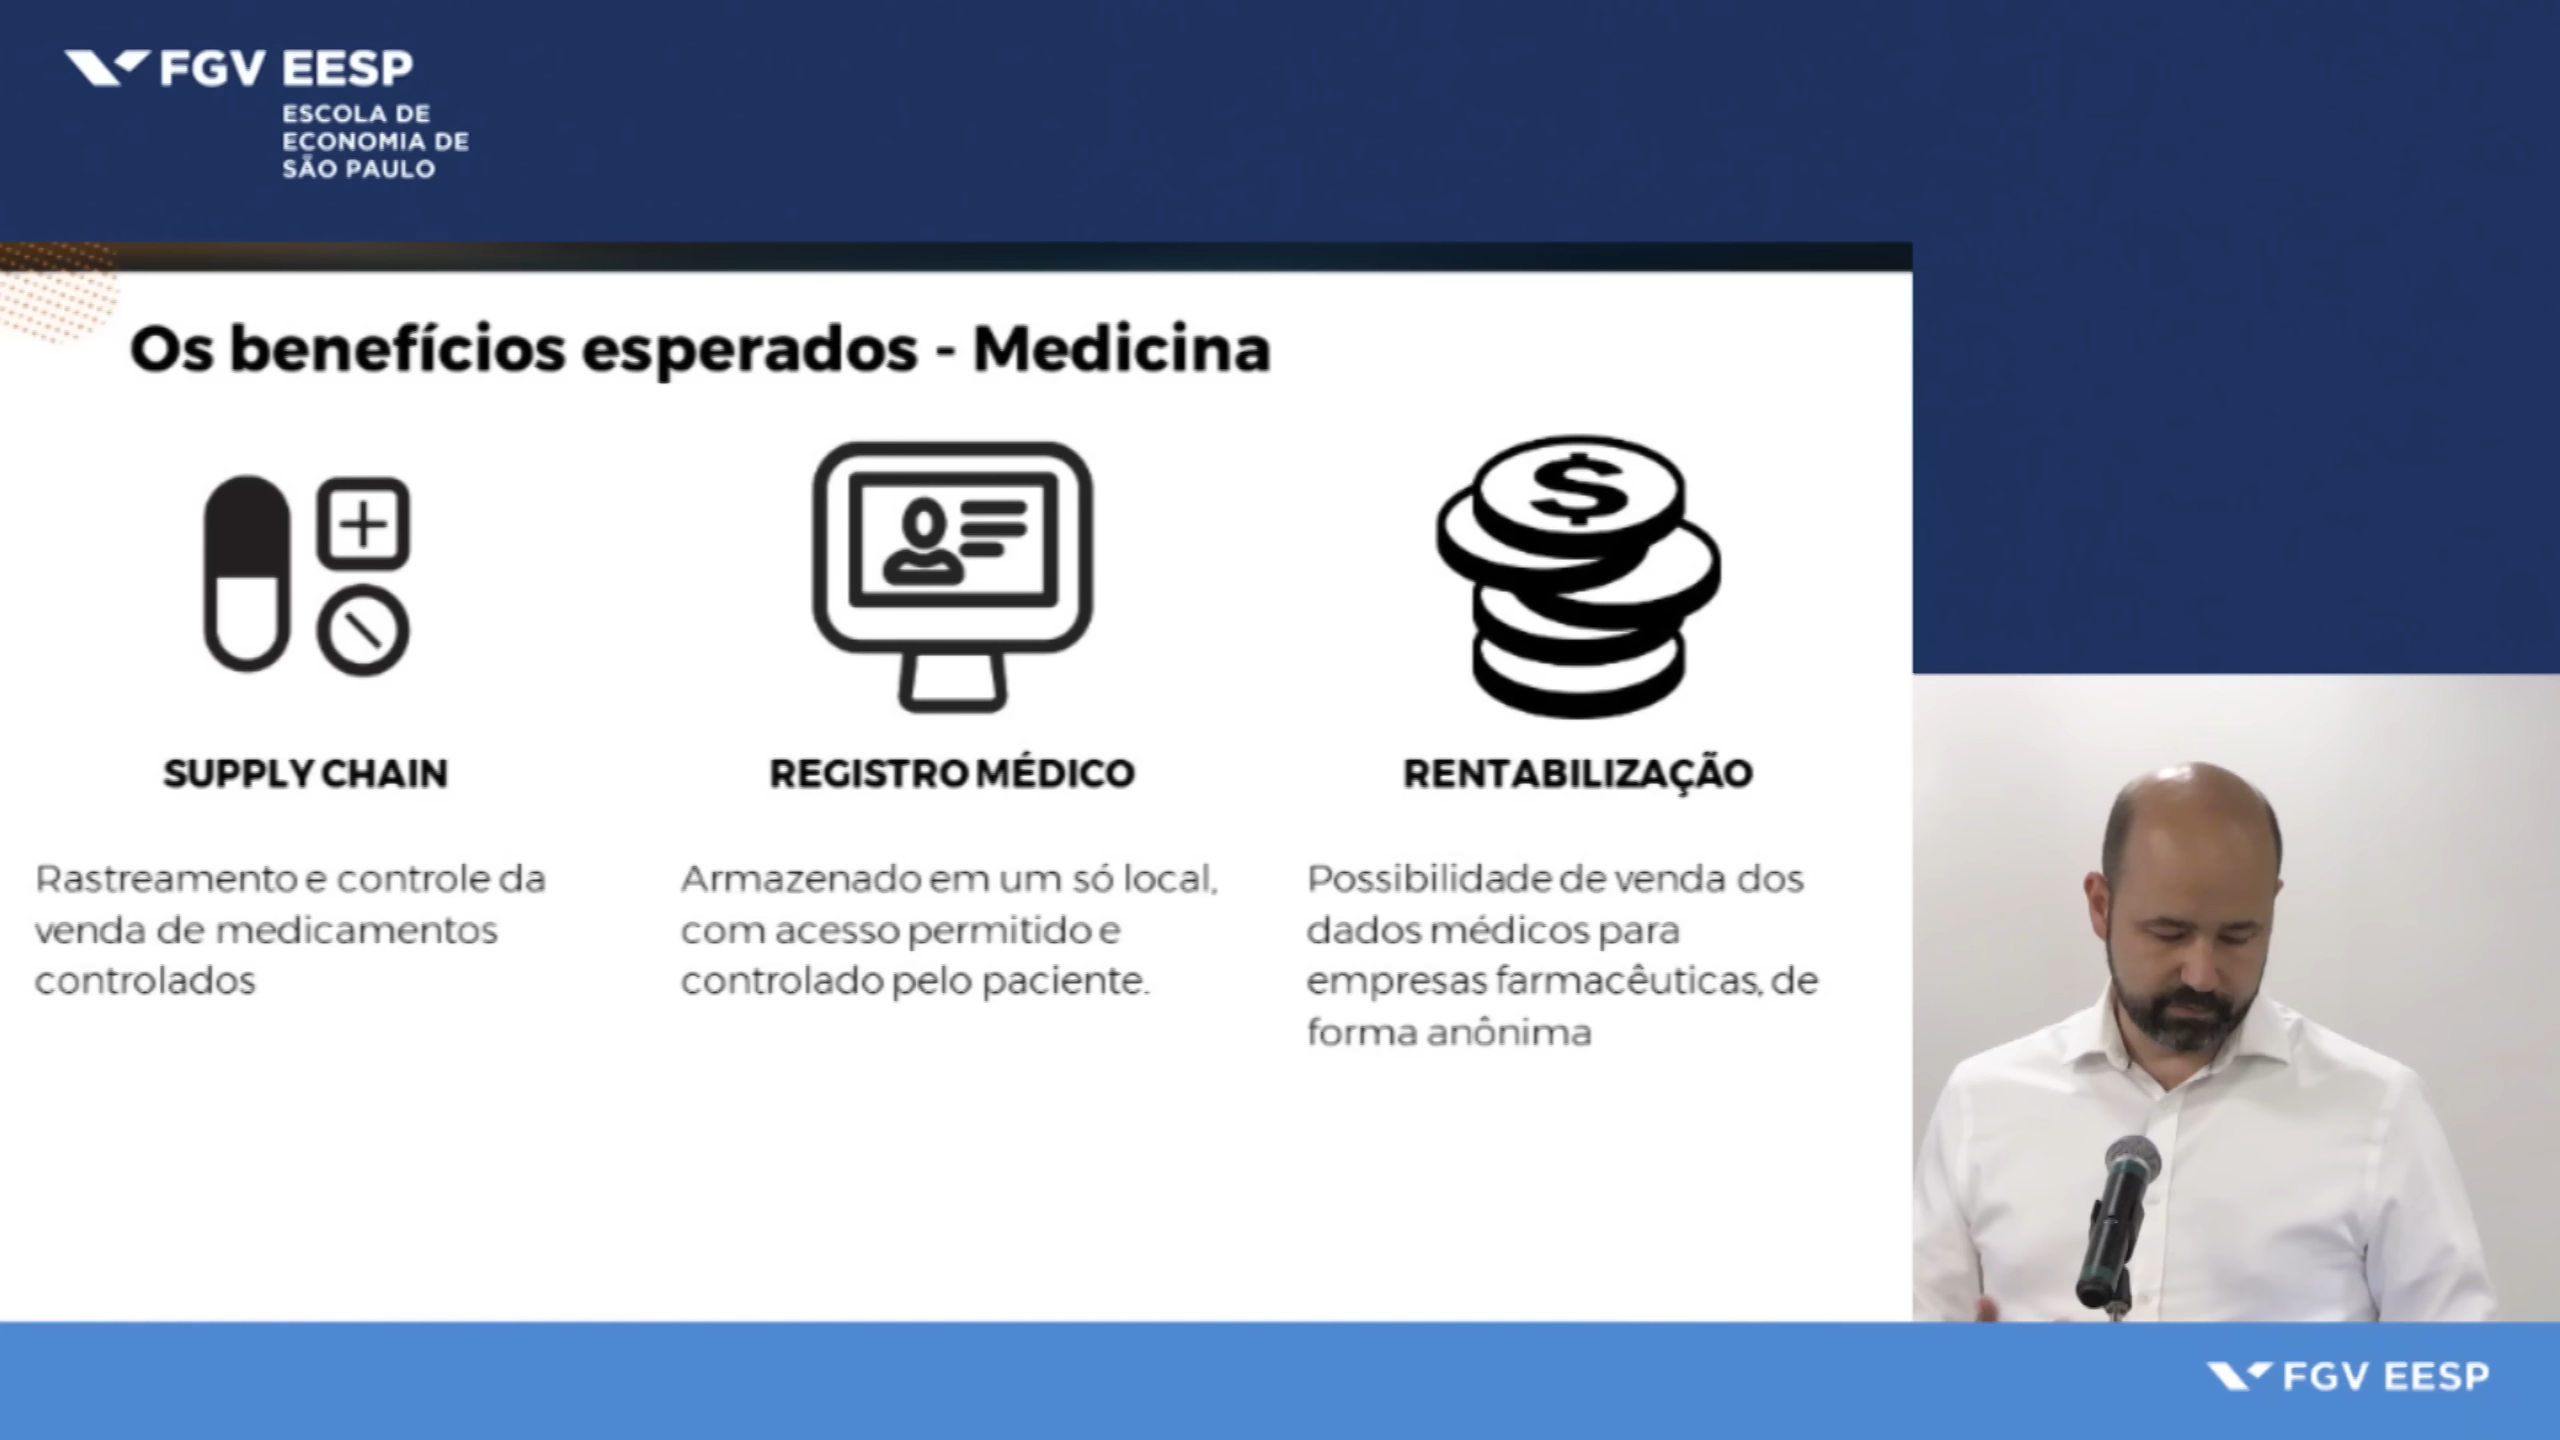 FGV EESP
ESCOLA DE
ECONOMIA DE
SÃO PAULO
Os benefícios esperados - Medicina
$
SUPPLY CHAIN
Rastreamento e controle da
venda de medicamentos
controlados
REGISTRO MÉDICO
Armazenado em um só local,
com acesso permitido e
controlado pelo paciente.
RENTABILIZAÇÃO
Possibilidade de venda dos
dados médicos para
empresas farmacêuticas, de
forma anônima
FGV EESP